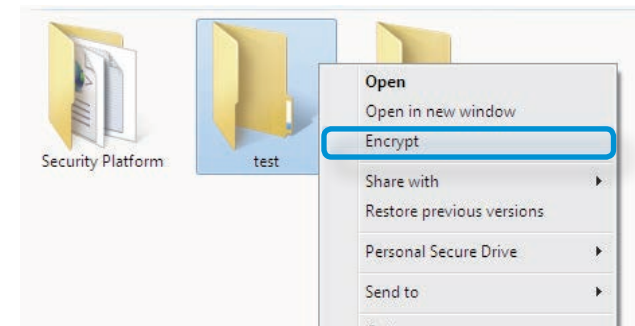 Security Platform
test
Open
Open in new window
Encrypt
Share with
Restore previous versions
Personal Secure Drive
Send to